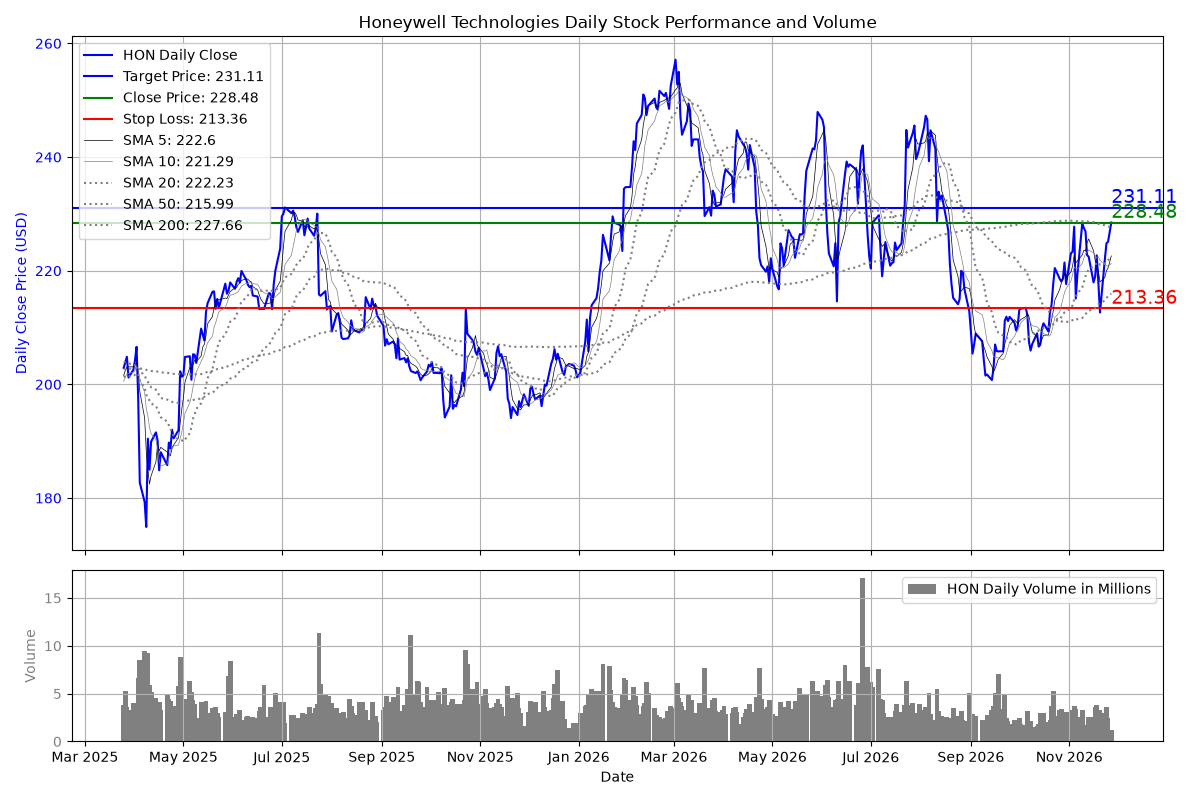 Honeywell Technologies Daily Stock Performance and Volume
Daily Close Price (USD)
260
240
220
200
180
HON Daily Close
Target Price: 231.11
Close Price: 228.48
Stop Loss: 213.36
SMA 5: 222.6
SMA 10: 221.29
SMA 20: 222.23
SMA 50: 215.99
SMA 200: 227.66
231.11
228.48
213.36
Volume
15
10
5
0
HON Daily Volume in Millions
Mar 2025 May 2025 Jul 2025 Sep 2025 Nov 2025 Jan 2026 Mar 2026 May 2026 Jul 2026 Sep 2026 Nov 2026
Date